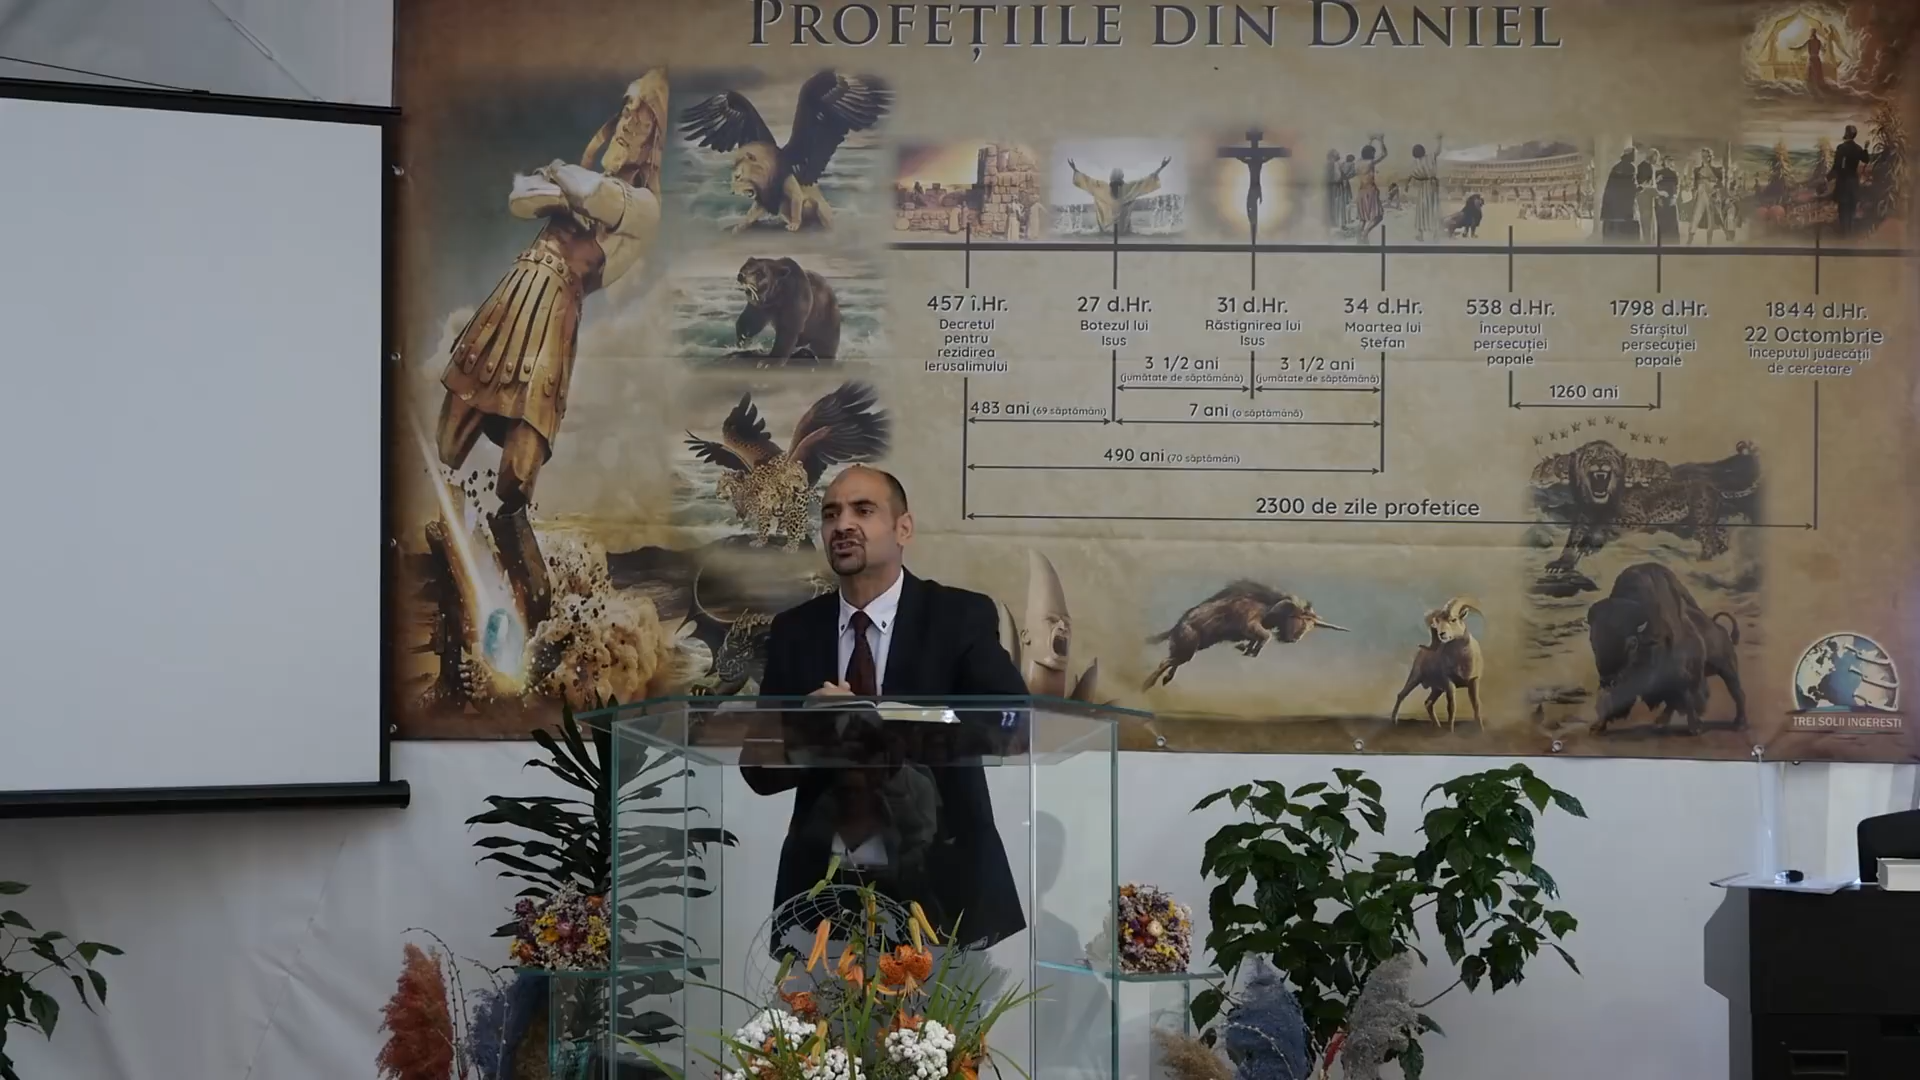 PROFEȚIILE DIN DANIEL
457 î.Hr.
Decretul
pentru
rezidirea
Ierusalimului
27 d.Hr.
Botezul lui
Isus
31 d.Hr.
Răstignirea lui
Isus
34 d.Hr.
Moartea lui
Ștefan
538 d.Hr.
Începutul
persecuției
papale
1798 d.Hr.
Sfârșitul
persecuției
papale
1844 d.Hr.
22 Octombrie
Începutul judecății
de cercetare
3 1/2 ani
(jumătate de săptămână)
3 1/2 ani
(jumătate de săptămână)
1260 ani
483 ani (69 săptămâni)
7 ani (o săptămână)
490 ani (70 săptămâni)
2300 de zile profetice
TREI SOLII INGEREȘTI